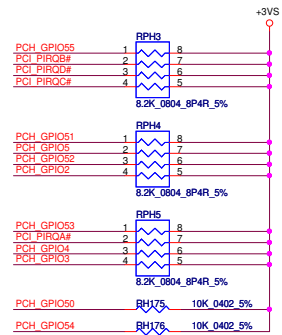 +3VS
RPH3
PCH_GPIO55 1 8
PCI_PIRQB# 2 7
PCI_PIRQD# 3 6
PCI_PIRQC# 4 5
8.2K_0804_8P4R_5%
RPH4
PCH_GPIO51 1 8
PCH_GPIO5 2 7
PCH_GPIO52 3 6
PCH_GPIO2 4 5
8.2K_0804_8P4R_5%
RPH5
PCH_GPIO53 1 8
PCI_PIRQA# 2 7
PCH_GPIO4 3 6
PCH_GPIO3 4 5
8.2K_0804_8P4R_5%
PCH_GPIO50 RH175 10K_0402_5%
PCH_GPIO54 RH176 10K_0402_5%